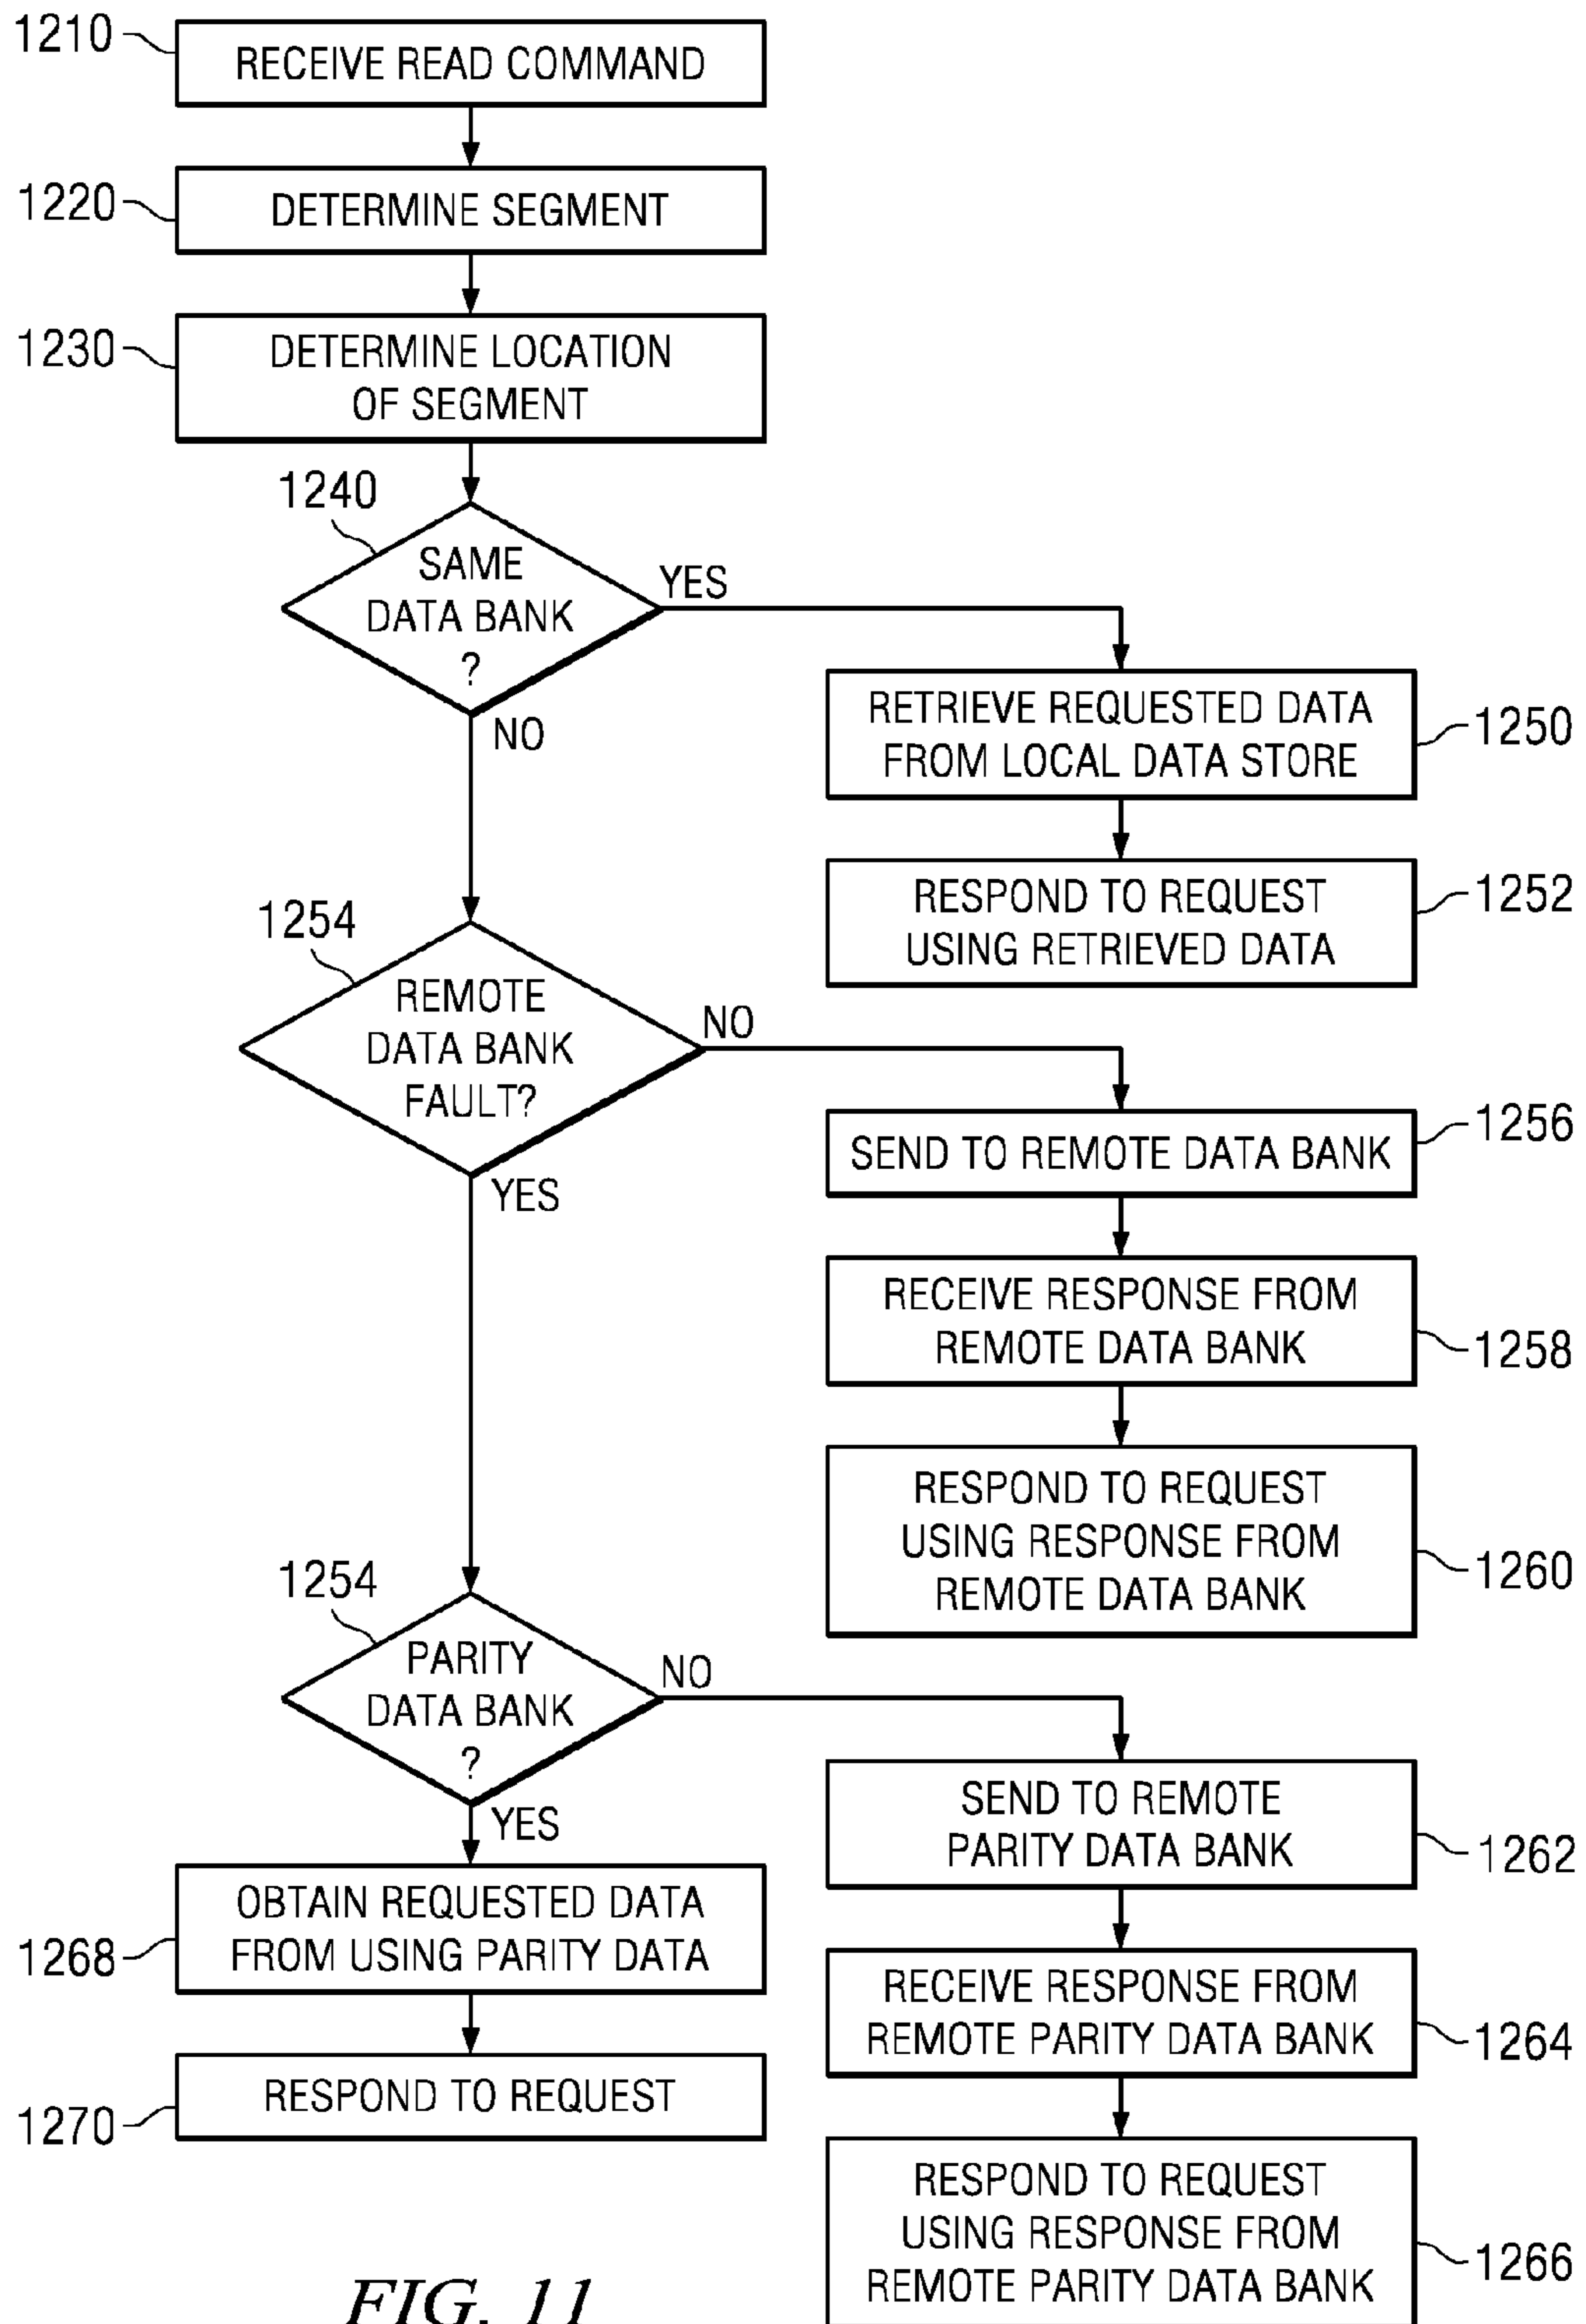 1210
RECEIVE READ COMMAND
1220
DETERMINE SEGMENT
1230
DETERMINE LOCATION
OF SEGMENT
1240
SAME
DATA BANK
?
YES
NO
RETRIEVE REQUESTED DATA
FROM LOCAL DATA STORE
1250
RESPOND TO REQUEST
USING RETRIEVED DATA
1252
1254
REMOTE
DATA BANK
FAULT?
NO
YES
SEND TO REMOTE DATA BANK
1256
RECEIVE RESPONSE FROM
REMOTE DATA BANK
1258
RESPOND TO REQUEST
USING RESPONSE FROM
REMOTE DATA BANK
1260
1254
PARITY
DATA BANK
?
NO
YES
SEND TO REMOTE
PARITY DATA BANK
1262
OBTAIN REQUESTED DATA
FROM USING PARITY DATA
1268
RECEIVE RESPONSE FROM
REMOTE PARITY DATA BANK
1264
RESPOND TO REQUEST
1270
RESPOND TO REQUEST
USING RESPONSE FROM
REMOTE PARITY DATA BANK
1266
FIG. 11